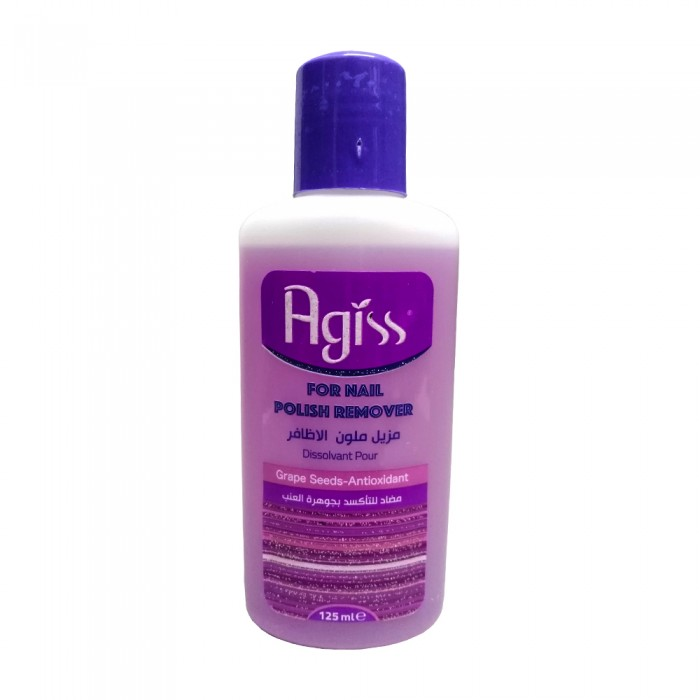 Agiss
FOR NAIL
POLISH REMOVER
مزيل ملون الاظافر
Dissolvant Pour
Grape Seeds-Antioxidant
مضاد للتأكسد بجوهرة العنب
125 ml ℮